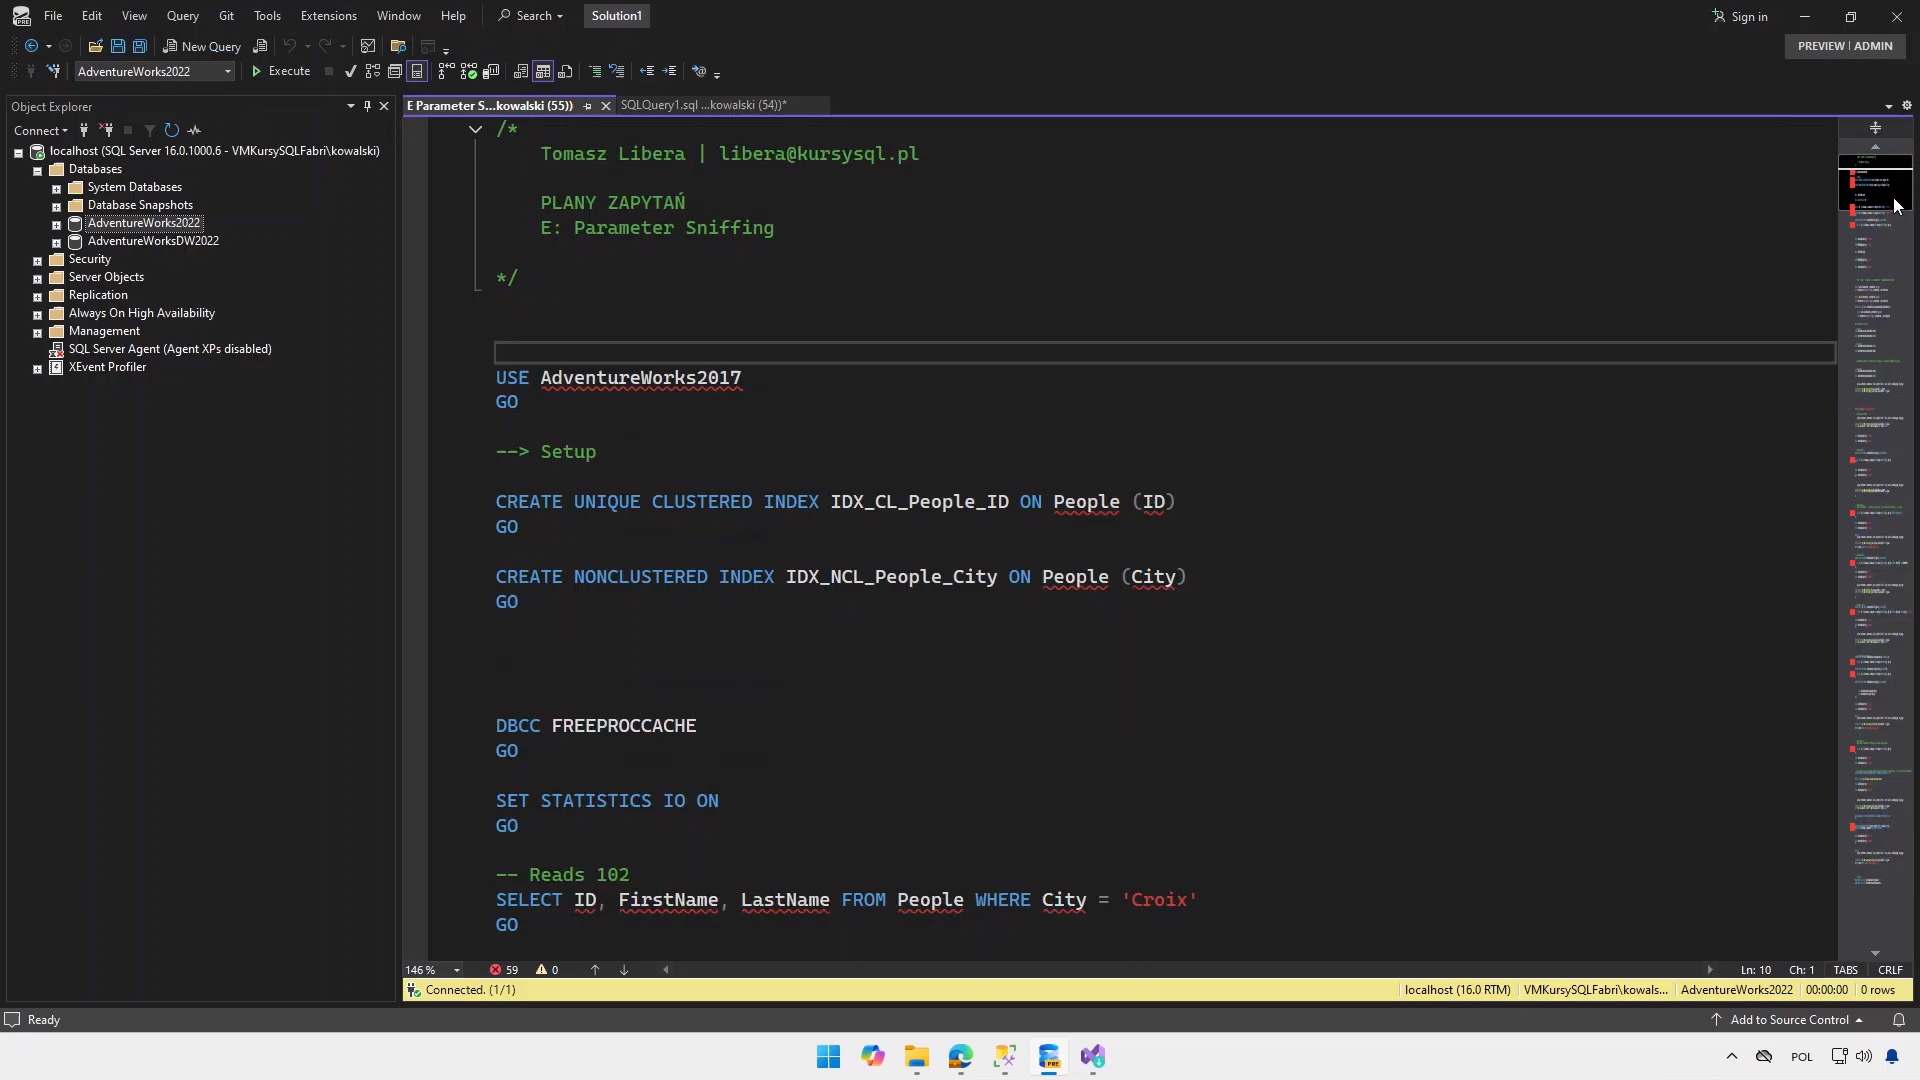 File Edit View Query Git Tools Extensions Window Help Search Solution1 Sign in
New Query PREVIEW | ADMIN
AdventureWorks2022 Execute
Object Explorer
Connect
localhost (SQL Server 16.0.1000.6 - VMKursySQLFabri\kowalski)
Databases
System Databases
Database Snapshots
AdventureWorks2022
AdventureWorksDW2022
Security
Server Objects
Replication
Always On High Availability
Management
SQL Server Agent (Agent XPs disabled)
XEvent Profiler
E Parameter S...kowalski (55)) SQLQuery1.sql ...kowalski (54))*
/*
Tomasz Libera | libera@kursysql.pl
PLANY ZAPYTAŃ
E: Parameter Sniffing
*/
USE AdventureWorks2017
GO
--> Setup
CREATE UNIQUE CLUSTERED INDEX IDX_CL_People_ID ON People (ID)
GO
CREATE NONCLUSTERED INDEX IDX_NCL_People_City ON People (City)
GO
DBCC FREEPROCCACHE
GO
SET STATISTICS IO ON
GO
-- Reads 102
SELECT ID, FirstName, LastName FROM People WHERE City = 'Croix'
GO
146 % 59 0 Ln: 10 Ch: 1 TABS CRLF
Connected. (1/1) localhost (16.0 RTM) VMKursySQLFabri\kowals... AdventureWorks2022 00:00:00 0 rows
Ready Add to Source Control
PRE POL